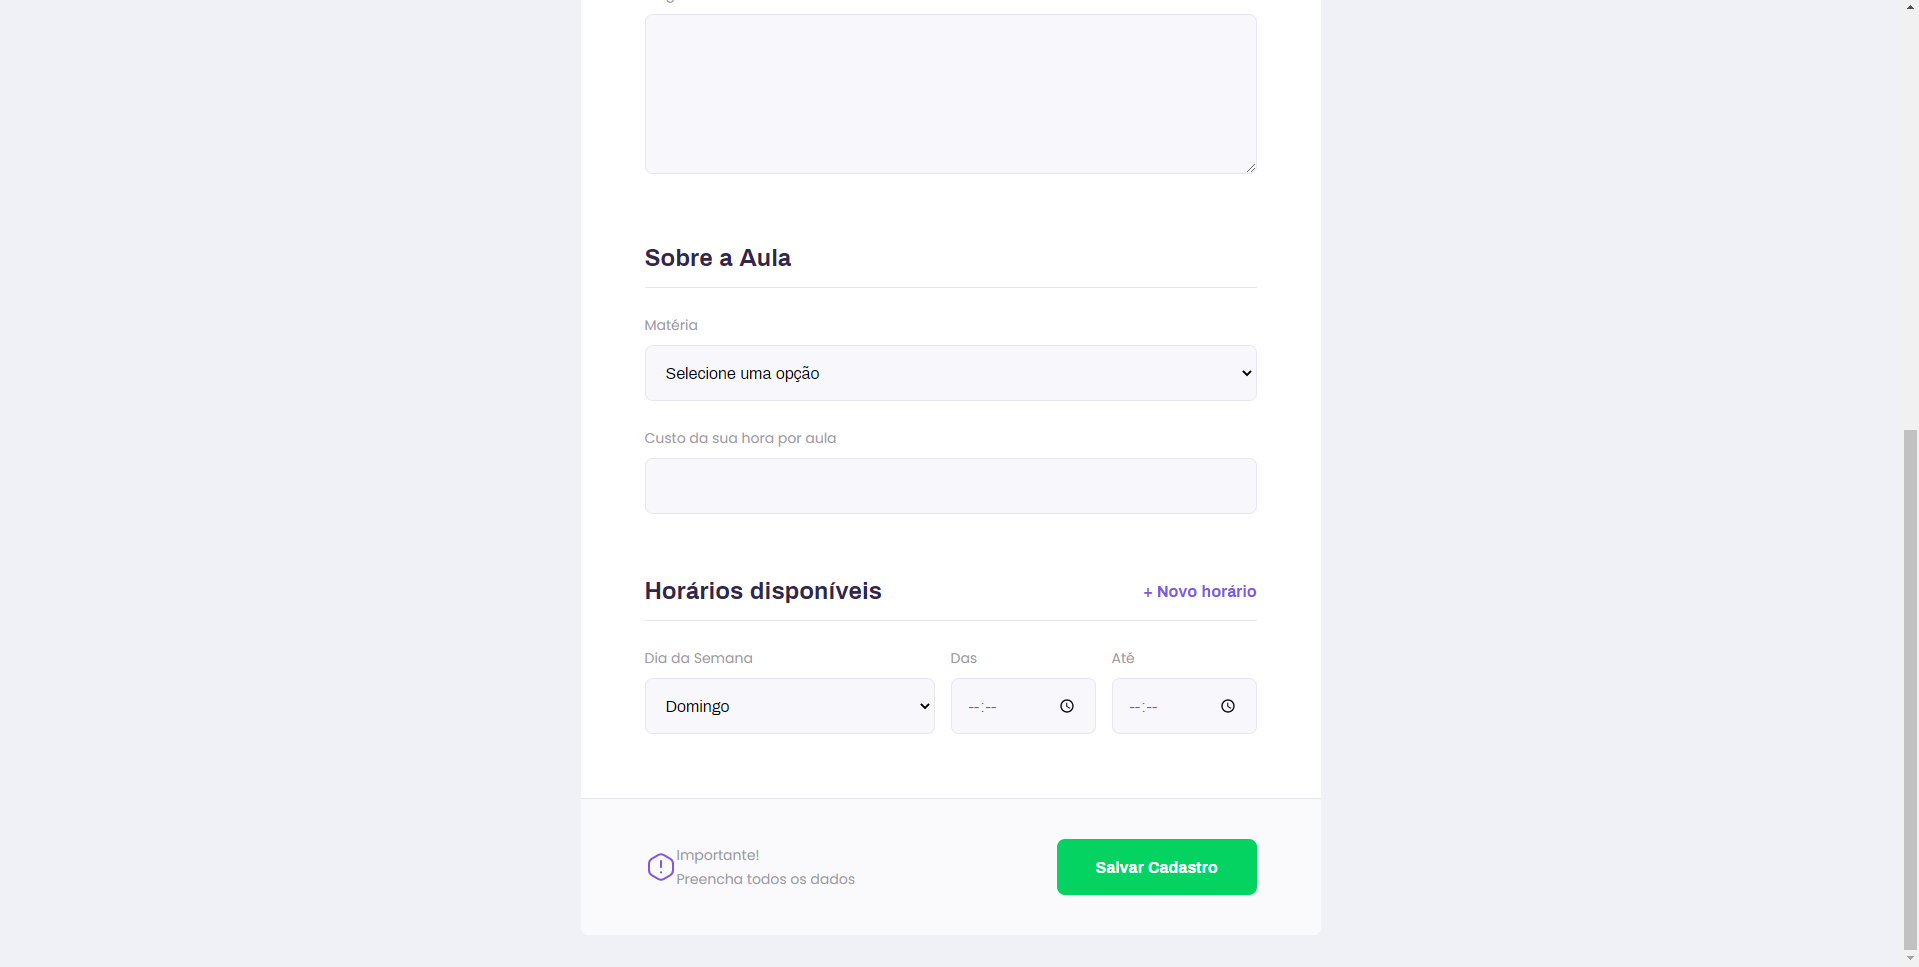 Sobre a Aula
Matéria
Selecione uma opção
Custo da sua hora por aula
Horários disponíveis
+ Novo horário
Dia da Semana
Das
Até
Domingo
--:--
--:--
Importante!
Preencha todos os dados
Salvar Cadastro